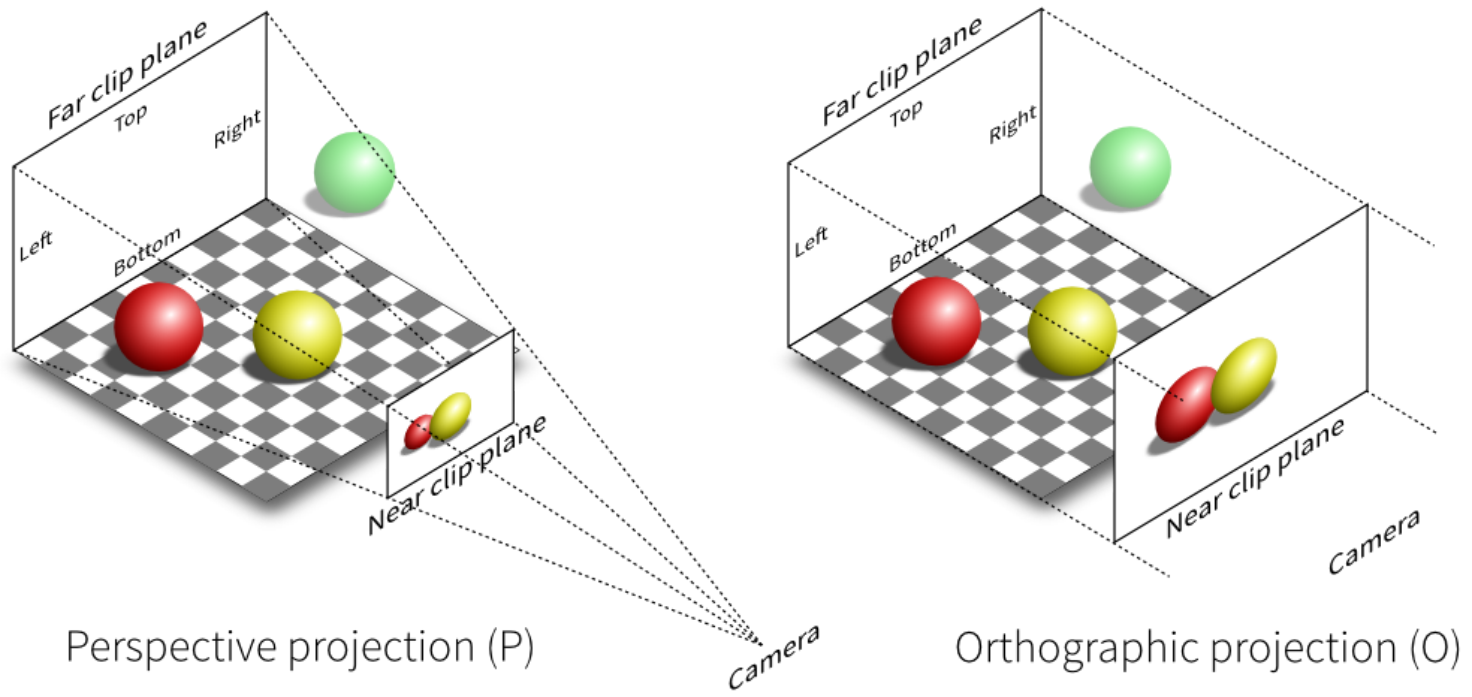 Far clip plane
Top
Right
Left
Bottom
Near clip plane
Camera
Perspective projection (P)
Far clip plane
Top
Right
Left
Bottom
Near clip plane
Camera
Orthographic projection (O)